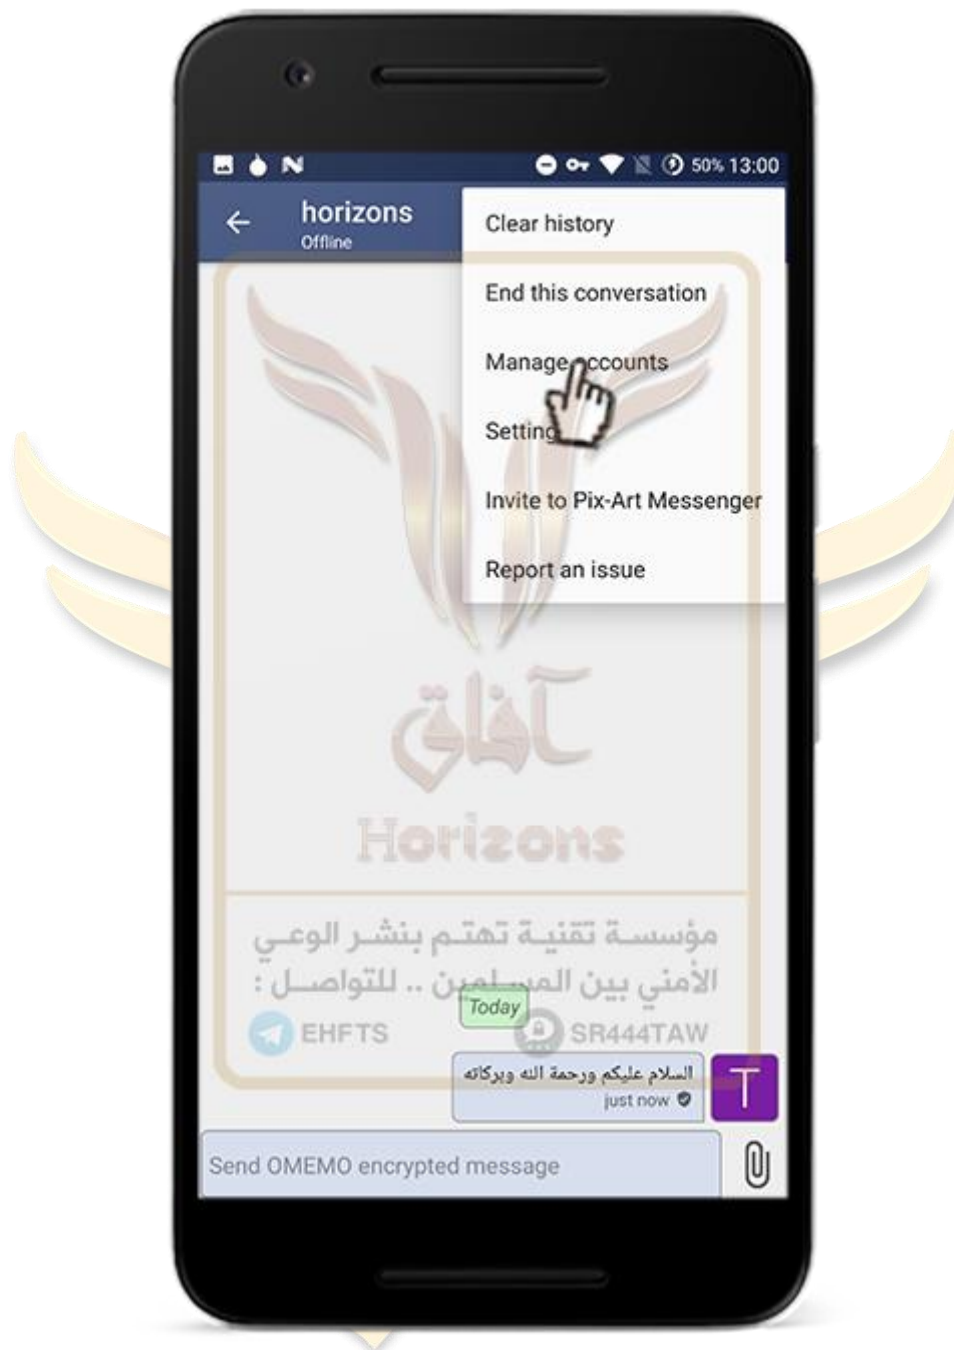 50% 13:00
horizons
Offline
Clear history
End this conversation
Manage accounts
Settings
Invite to Pix-Art Messenger
Report an issue
آفاق
Horizons
مؤسسة تقنية تهتم بنشر الوعي
الأمني بين المسلمين .. للتواصل :
EHFTS
SR444TAW
Today
السلام عليكم ورحمة الله وبركاته
just now
T
Send OMEMO encrypted message